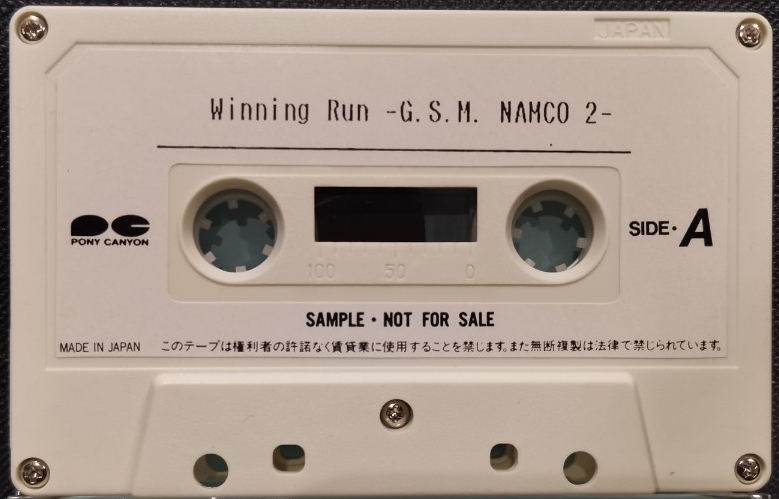 JAPAN
Winning Run -G.S.M. NAMCO 2-
PONY CANYON
SIDE・A
100 50 0
SAMPLE・NOT FOR SALE
MADE IN JAPAN このテープは権利者の許諾なく賃貸業に使用することを禁じます。また無断複製は法律で禁じられています。